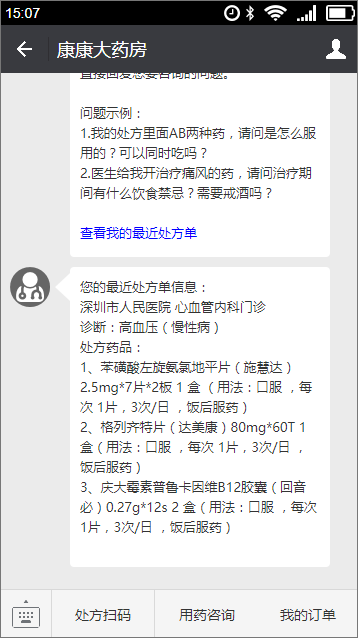 15:07
康康大药房
直接回复您要咨询的问题。
问题示例：
1.我的处方里面AB两种药，请问是怎么服
用的？可以同时吃吗？
2.医生给我开治疗痛风的药，请问治疗期
间有什么饮食禁忌？需要戒酒吗？
查看我的最近处方单
您的最近处方单信息：
深圳市人民医院 心血管内科门诊
诊断：高血压（慢性病）
处方药品：
1、苯磺酸左旋氨氯地平片（施慧达）
2.5mg*7片*2板 1 盒 （用法：口服 ，每
次 1片，3次/日 ，饭后服药）
2、格列齐特片（达美康）80mg*60T 1
盒（用法：口服 ，每次 1片，3次/日 ，
饭后服药）
3、庆大霉素普鲁卡因维B12胶囊（回音
必）0.27g*12s 2 盒（用法：口服 ，每次
1片，3次/日 ，饭后服药）
处方扫码
用药咨询
我的订单